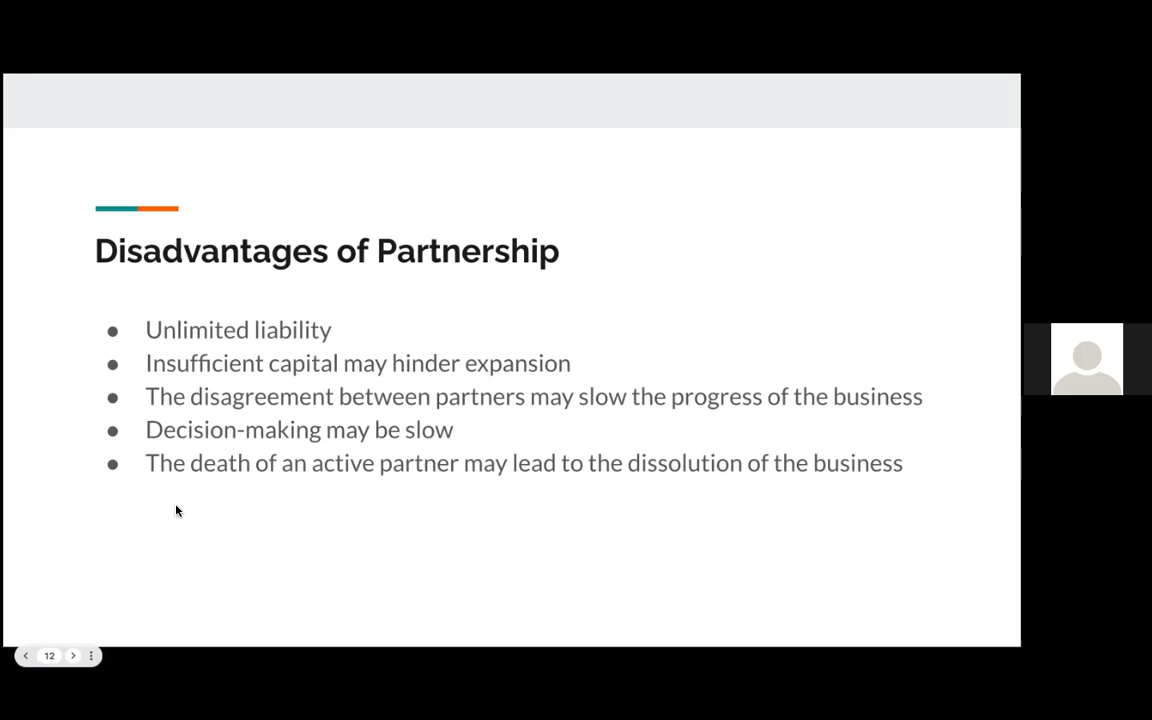 Disadvantages of Partnership
● Unlimited liability
● Insufficient capital may hinder expansion
● The disagreement between partners may slow the progress of the business
● Decision-making may be slow
● The death of an active partner may lead to the dissolution of the business
12